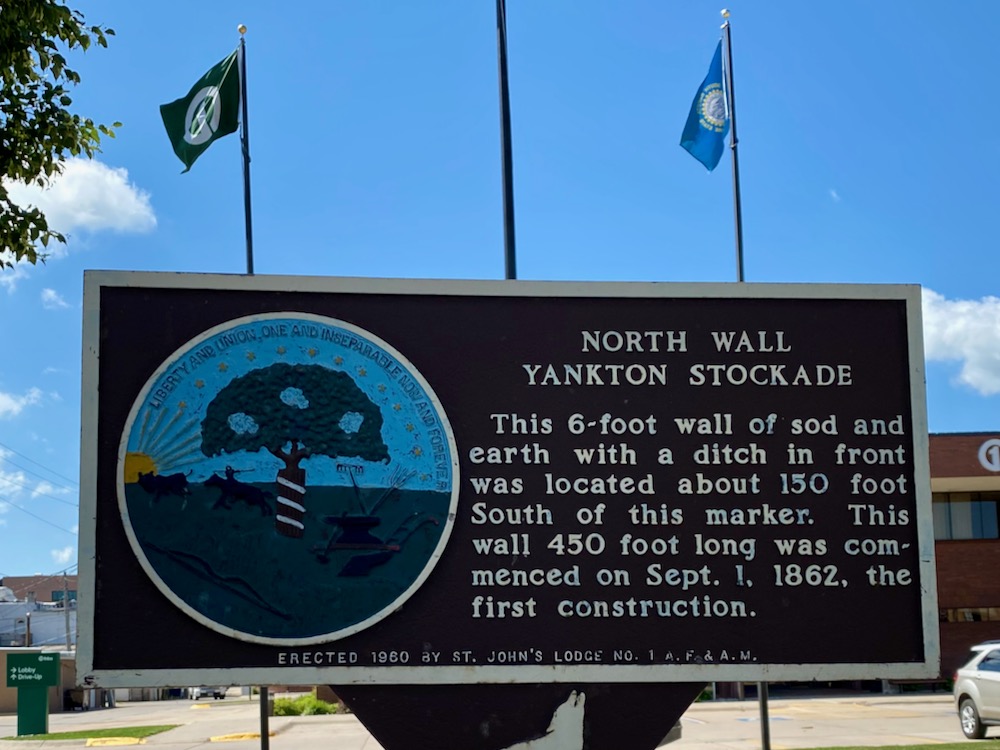 LIBERTY AND UNION, ONE AND INSEPARABLE NOW AND FOREVER
NORTH WALL
YANKTON STOCKADE
This 6-foot wall of sod and
earth with a ditch in front
was located about 150 foot
South of this marker. This
wall 450 foot long was com-
menced on Sept. 1, 1862, the
first construction.
ERECTED 1960 BY ST. JOHN'S LODGE NO. 1 A.F. & A.M.
Lobby
Drive-Up